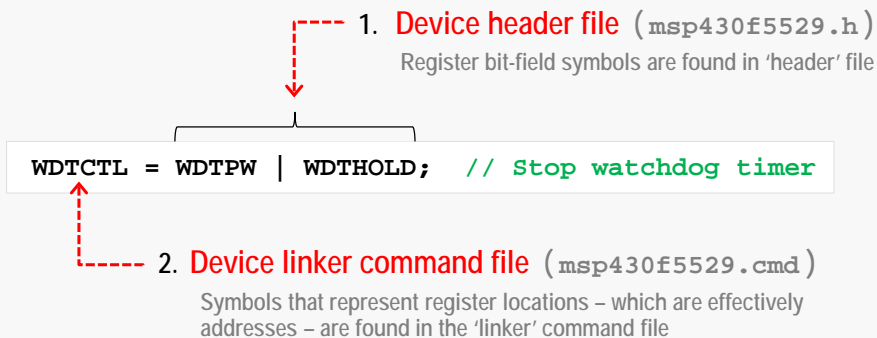 1. Device header file (msp430f5529.h)
Register bit-field symbols are found in ‘header’ file
WDTCTL = WDTPW | WDTHOLD; // Stop watchdog timer
2. Device linker command file (msp430f5529.cmd)
Symbols that represent register locations – which are effectively
addresses – are found in the ‘linker’ command file